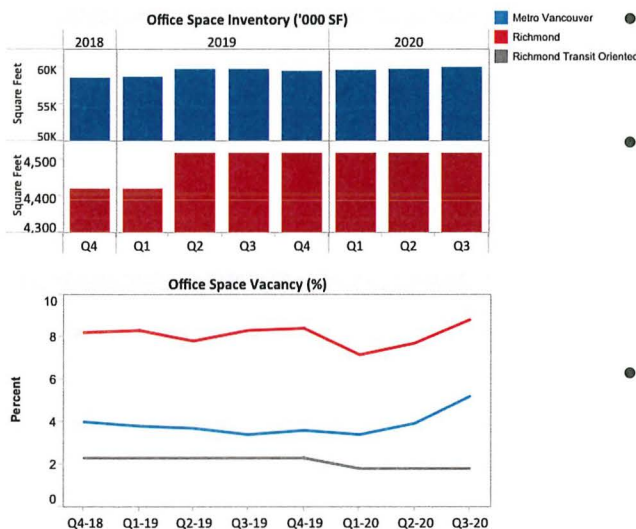 Office Space Inventory ('000 SF)
Metro Vancouver
Richmond
Richmond Transit Oriented
2018 2019 2020
Square Feet
60K
55K
50K
Square Feet
4,500
4,400
4,300
Q4 Q1 Q2 Q3 Q4 Q1 Q2 Q3
Office Space Vacancy (%)
Percent
10
8
6
4
2
0
Q4-18 Q1-19 Q2-19 Q3-19 Q4-19 Q1-20 Q2-20 Q3-20